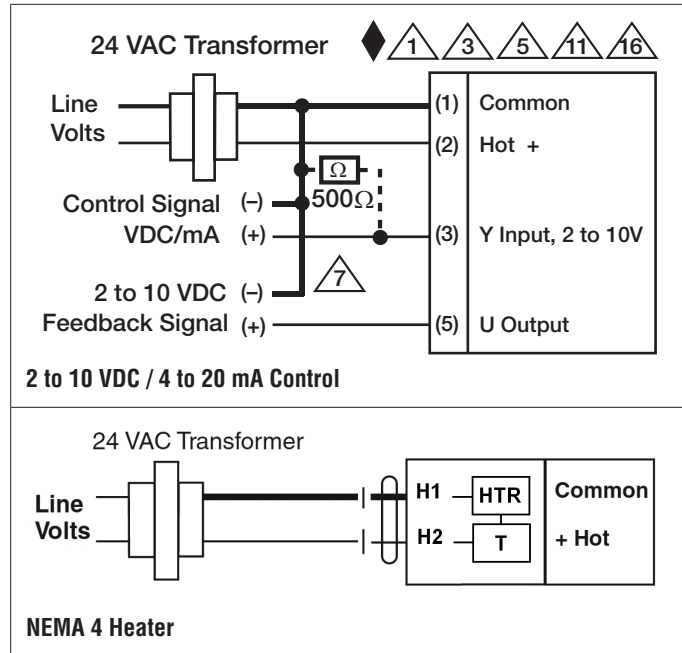 24 VAC Transformer
1 3 5 11 16
Line
Volts
(1) Common
(2) Hot +
Ω
500Ω
Control Signal (–)
VDC/mA (+)
(3) Y Input, 2 to 10V
7
2 to 10 VDC (–)
Feedback Signal (+)
(5) U Output
2 to 10 VDC / 4 to 20 mA Control
24 VAC Transformer
Line
Volts
H1 HTR Common
H2 T + Hot
NEMA 4 Heater